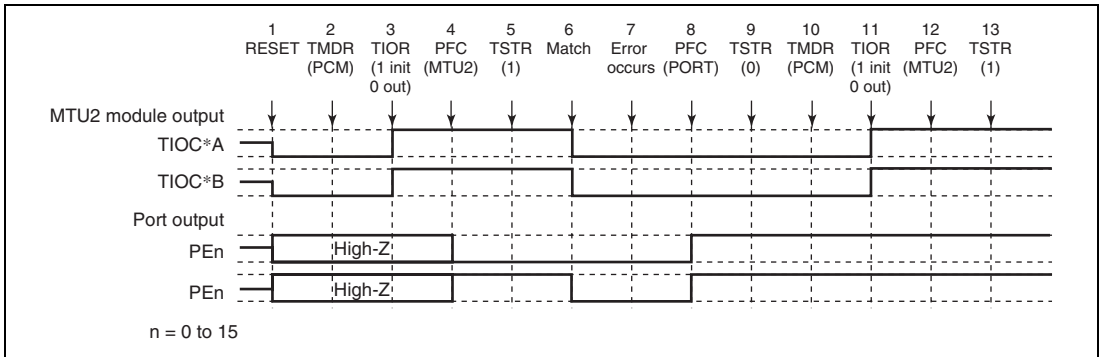 1 2 3 4 5 6 7 8 9 10 11 12 13
RESET TMDR TIOR PFC TSTR Match Error PFC TSTR TMDR TIOR PFC TSTR
(PCM) (1 init (MTU2) (1) occurs (PORT) (0) (PCM) (1 init (MTU2) (1)
0 out) 0 out)
MTU2 module output
TIOC*A
TIOC*B
Port output
PEn High-Z
PEn High-Z
n = 0 to 15